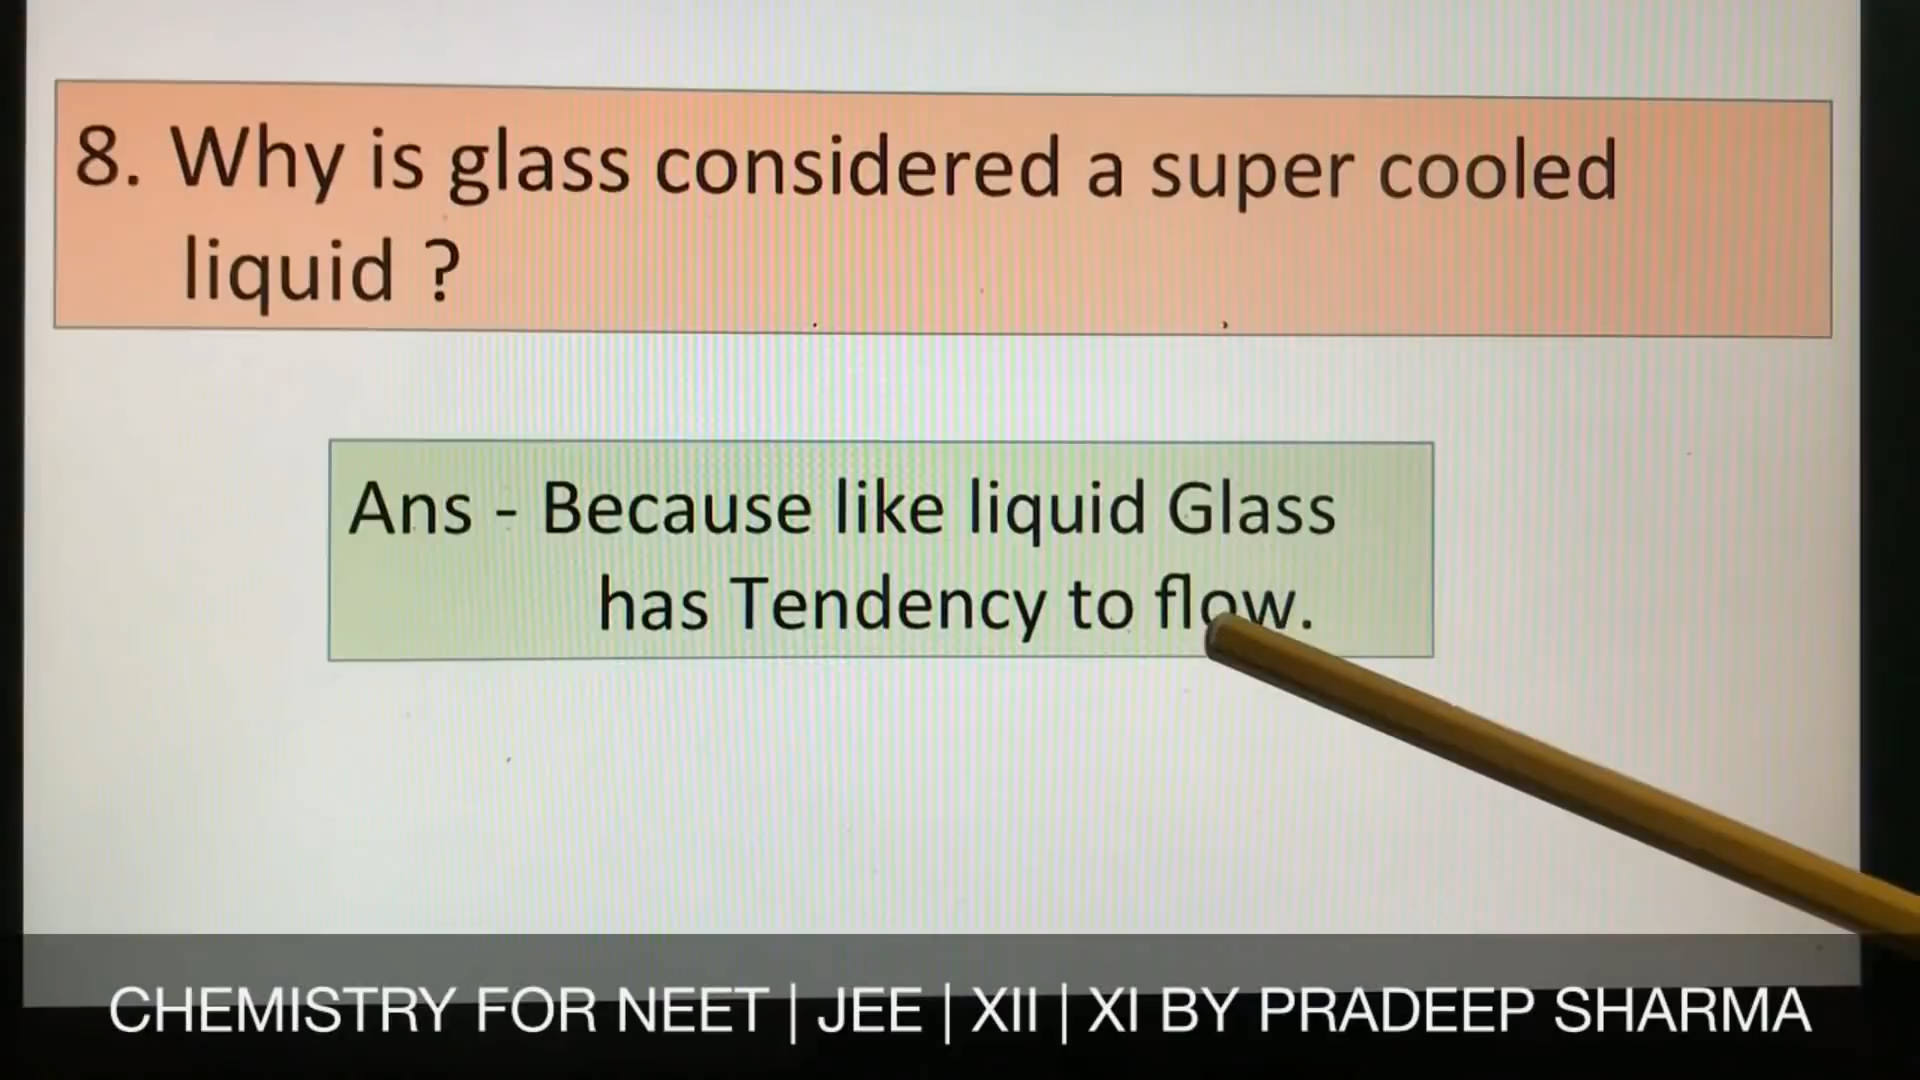 8. Why is glass considered a super cooled
liquid ?
Ans - Because like liquid Glass
has Tendency to flow.
CHEMISTRY FOR NEET | JEE | XII | XI BY PRADEEP SHARMA